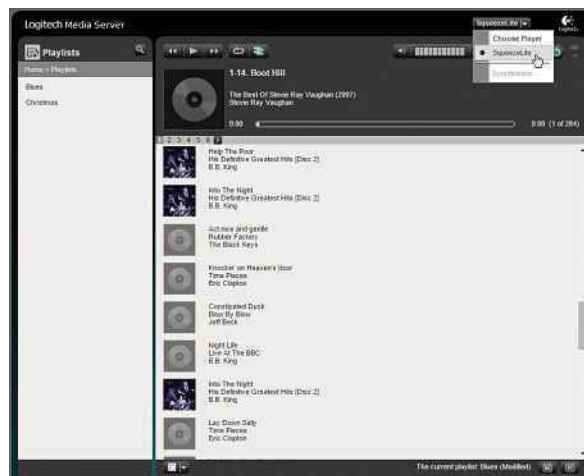 Logitech Media Server
SqueezeLite
Logitech
Choose Player
SqueezeLite
Synchronize...
Playlists
Home > Playlists
Blues
Christmas
1-14. Boot Hill
The Best Of Stevie Ray Vaughan (2007)
Stevie Ray Vaughan
0:00
0:00 (1 of 264)
1 2 3 4 5 6 7
Help The Poor
His Definitive Greatest Hits [Disc 2]
B.B. King
Into The Night
His Definitive Greatest Hits [Disc 2]
B.B. King
Act nice and gentle
Rubber Factory
The Black Keys
Knockin' on Heaven's door
Time Pieces
Eric Clapton
Constipated Duck
Blow By Blow
Jeff Beck
Night Life
Live At The BBC
B.B. King
Into The Night
His Definitive Greatest Hits [Disc 2]
B.B. King
Lay Down Sally
Time Pieces
Eric Clapton
The current playlist: Blues (Modified)